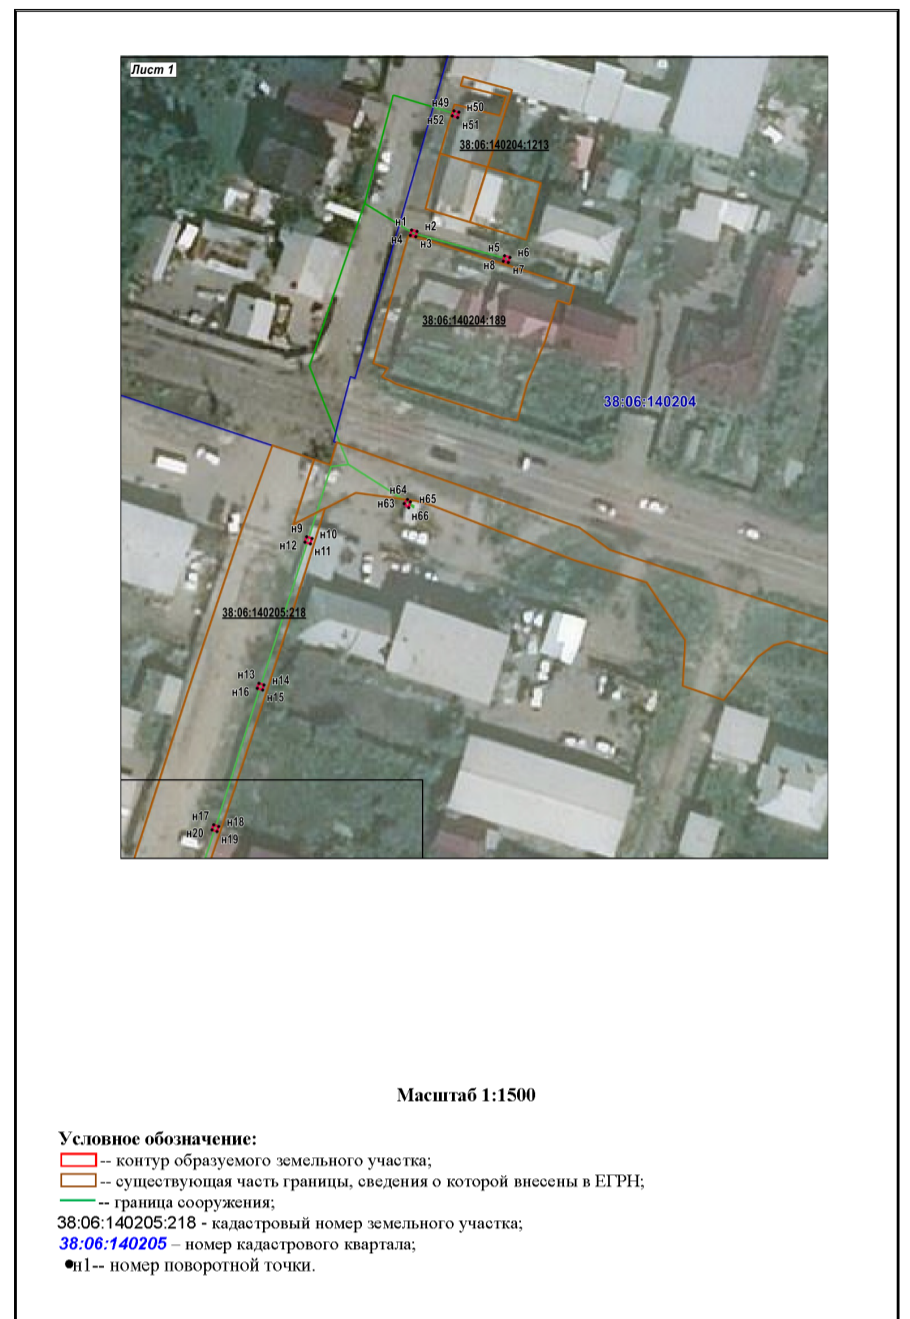 Лист 1
н49
н50
н52
н51
38:06:140204:1213
н1
н2
н4
н3
н5
н6
н8
н7
38:06:140204:189
38:06:140204
н64
н65
н63
н66
н9
н10
н12
н11
38:06:140205:218
н13
н14
н16
н15
н17
н18
н20
н19
Масштаб 1:1500
Условное обозначение:
-- контур образуемого земельного участка;
-- существующая часть границы, сведения о которой внесены в ЕГРН;
-- граница сооружения;
38:06:140205:218 - кадастровый номер земельного участка;
38:06:140205 – номер кадастрового квартала;
н1-- номер поворотной точки.